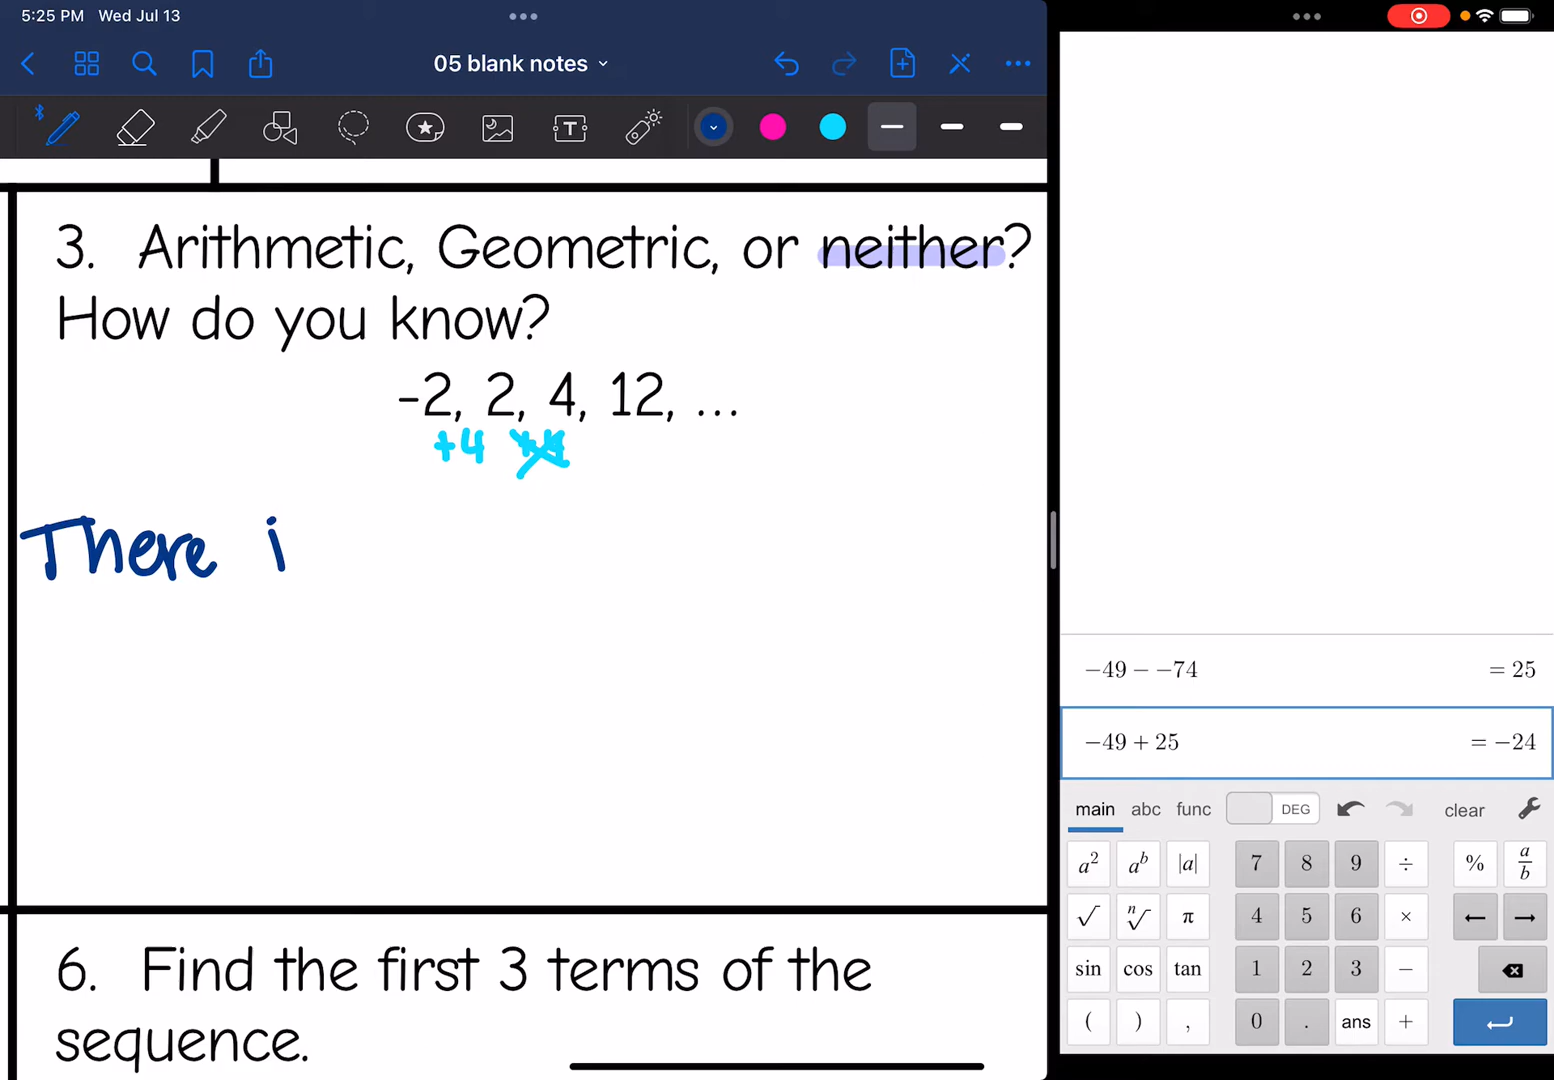 5:25 PM Wed Jul 13
05 blank notes
T
3. Arithmetic, Geometric, or neither?
How do you know?
-2, 2, 4, 12, ...
+4
There i
6. Find the first 3 terms of the
sequence.
−49 − −74 = 25
−49 + 25 = −24
main abc func DEG clear
a² aᵇ |a| 7 8 9 ÷ % a/b
√ ⁿ√ π 4 5 6 × ← →
sin cos tan 1 2 3 −
( ) , 0 . ans +